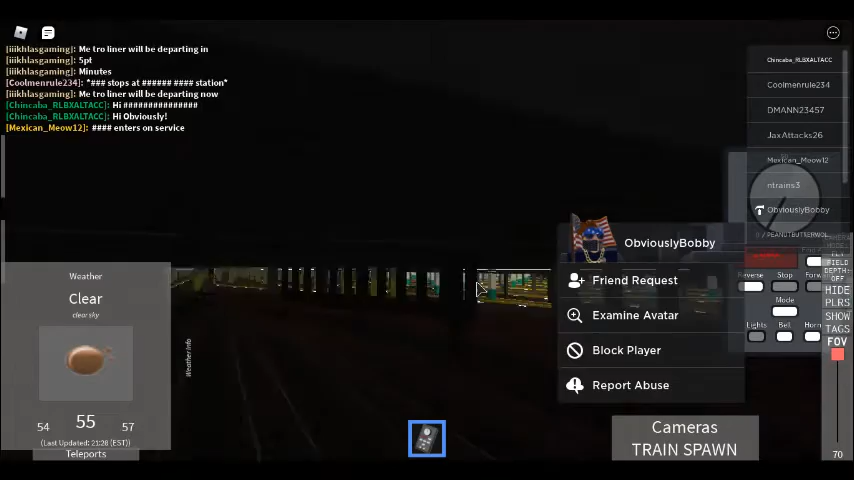 [iiikhlasgaming]: Me tro liner will be departing in
[iiikhlasgaming]: 5pt
[iiikhlasgaming]: Minutes
[Coolmenrule234]: *### stops at ###### #### station*
[iiikhlasgaming]: Me tro liner will be departing now
[Chincaba_RLBXALTACC]: Hi ###############
[Chincaba_RLBXALTACC]: Hi Obviously!
[Mexican_Meow12]: #### enters on service
Chincaba_RLBXALTACC
Coolmenrule234
DMANN23457
JaxAttacks26
Mexican_Meow12
ntrains3
ObviouslyBobby
ObviouslyBobby
Friend Request
Examine Avatar
Block Player
Report Abuse
Reverse Stop
Mode
Lights Bell Horn
FIELD
DEPTH:
OFF
HIDE
PLRS
SHOW
TAGS
FOV
70
Weather
Clear
clear sky
54 55 57
(Last Updated: 21:28 (EST))
Teleports
Weather Info
Cameras
TRAIN SPAWN